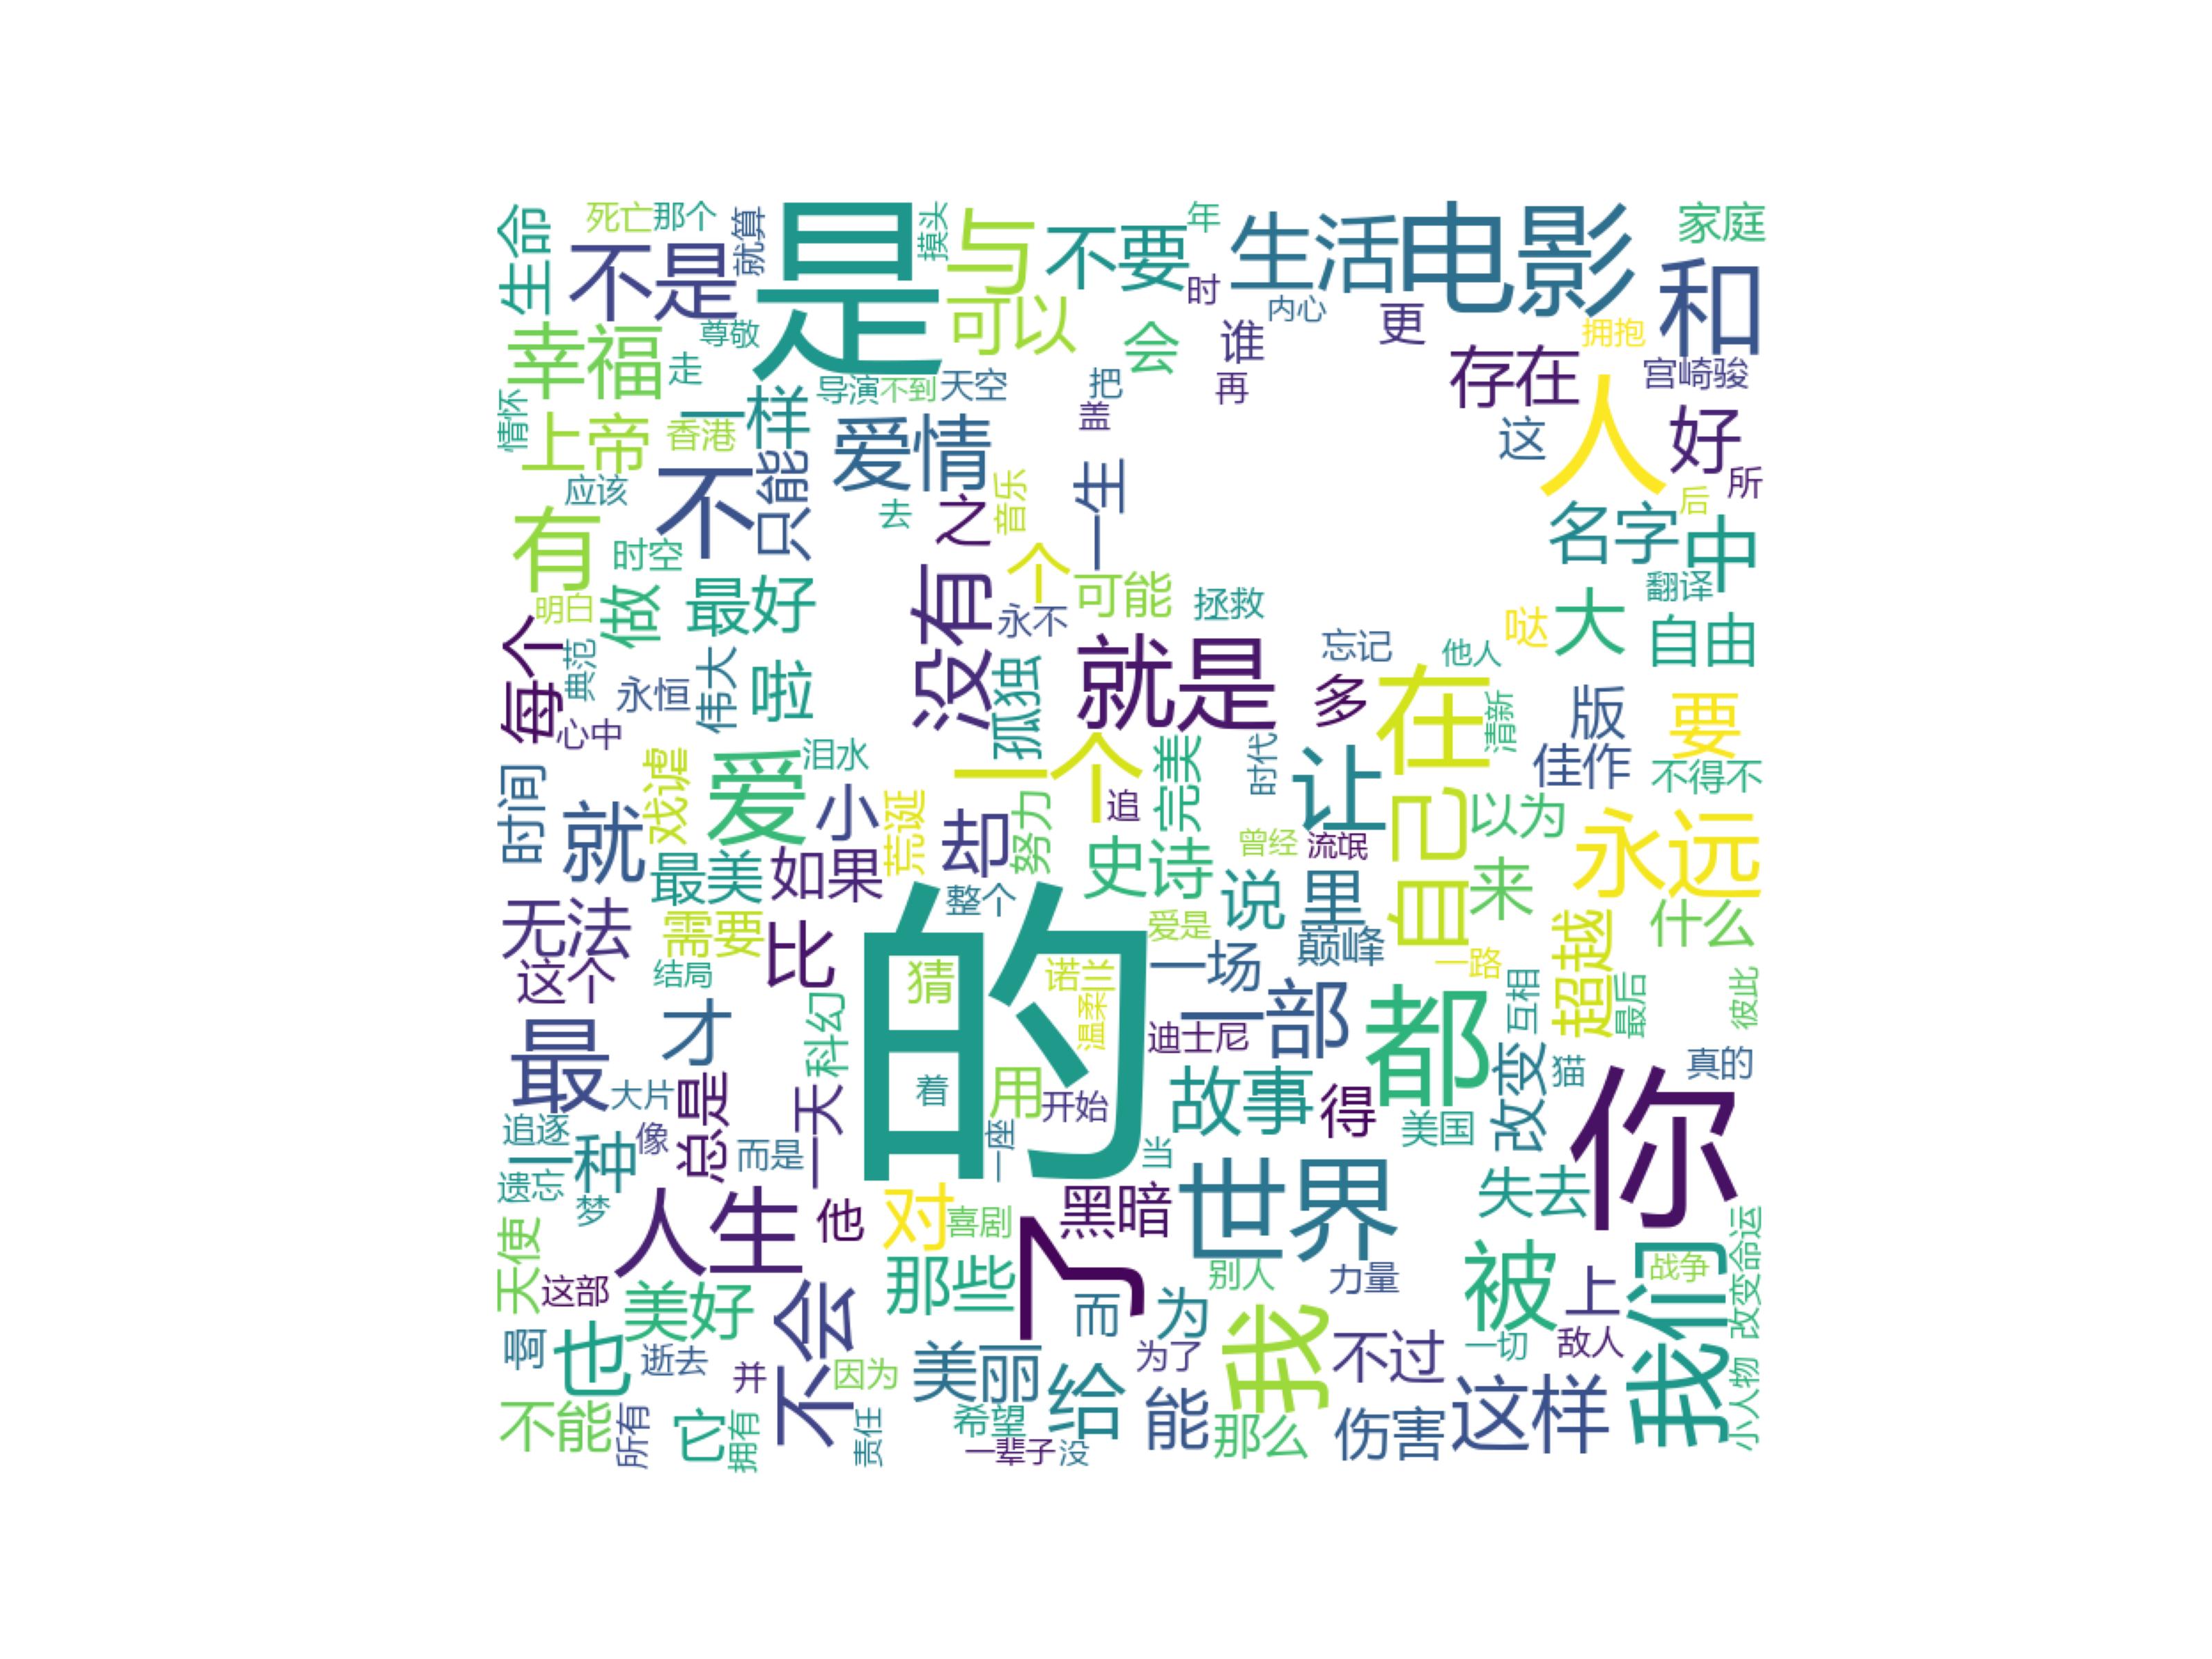 生命
死亡
那个
就算
是
摸头
与
不要
年
生活
电影
家庭
不是
时
内心
和
幸福
尊敬
走
可以
会
谁
更
拥抱
存在
宫崎骏
情怀
上帝
香港
一样
导演
不到
天空
把
再
盖
人
这
好
爱情
应该
不
只能
去
之
音乐
一生
所
后
有
时空
名字
中
个
可能
拯救
翻译
明白
做
最好
没有
永不
哒
大
自由
每个
典范
永恒
伟大
啦
孤独
就是
忘记
他人
多
在
清新
版
要
心中
泪水
一个
完美
时代
让
佳作
不得不
时间
戏谑
爱
小
荒诞
却
努力
追
自己
以为
永远
就
最美
如果
史诗
曾经
流氓
来
无法
需要
比
整个
的
说
里
爱是
巅峰
什么
超越
这个
结局
猜
诺兰
一场
一路
温柔
科幻
迪士尼
一部
都
互相
最后
彼此
最
才
着
用
开始
故事
得
美国
改变
猫
真的
你
大片
总是
一天
追逐
像
一种
而是
一座
当
世界
失去
遗忘
梦
人生
他
对
喜剧
了
黑暗
天使
这部
美好
不会
那些
而
为
别人
力量
被
上
我们
战争
改变命运
啊
也
逝去
并
因为
美丽
给
为了
我
不过
一切
敌人
小人物
不能
所有
它
拥有
责任
希望
一辈子
没
能
那么
伤害
这样